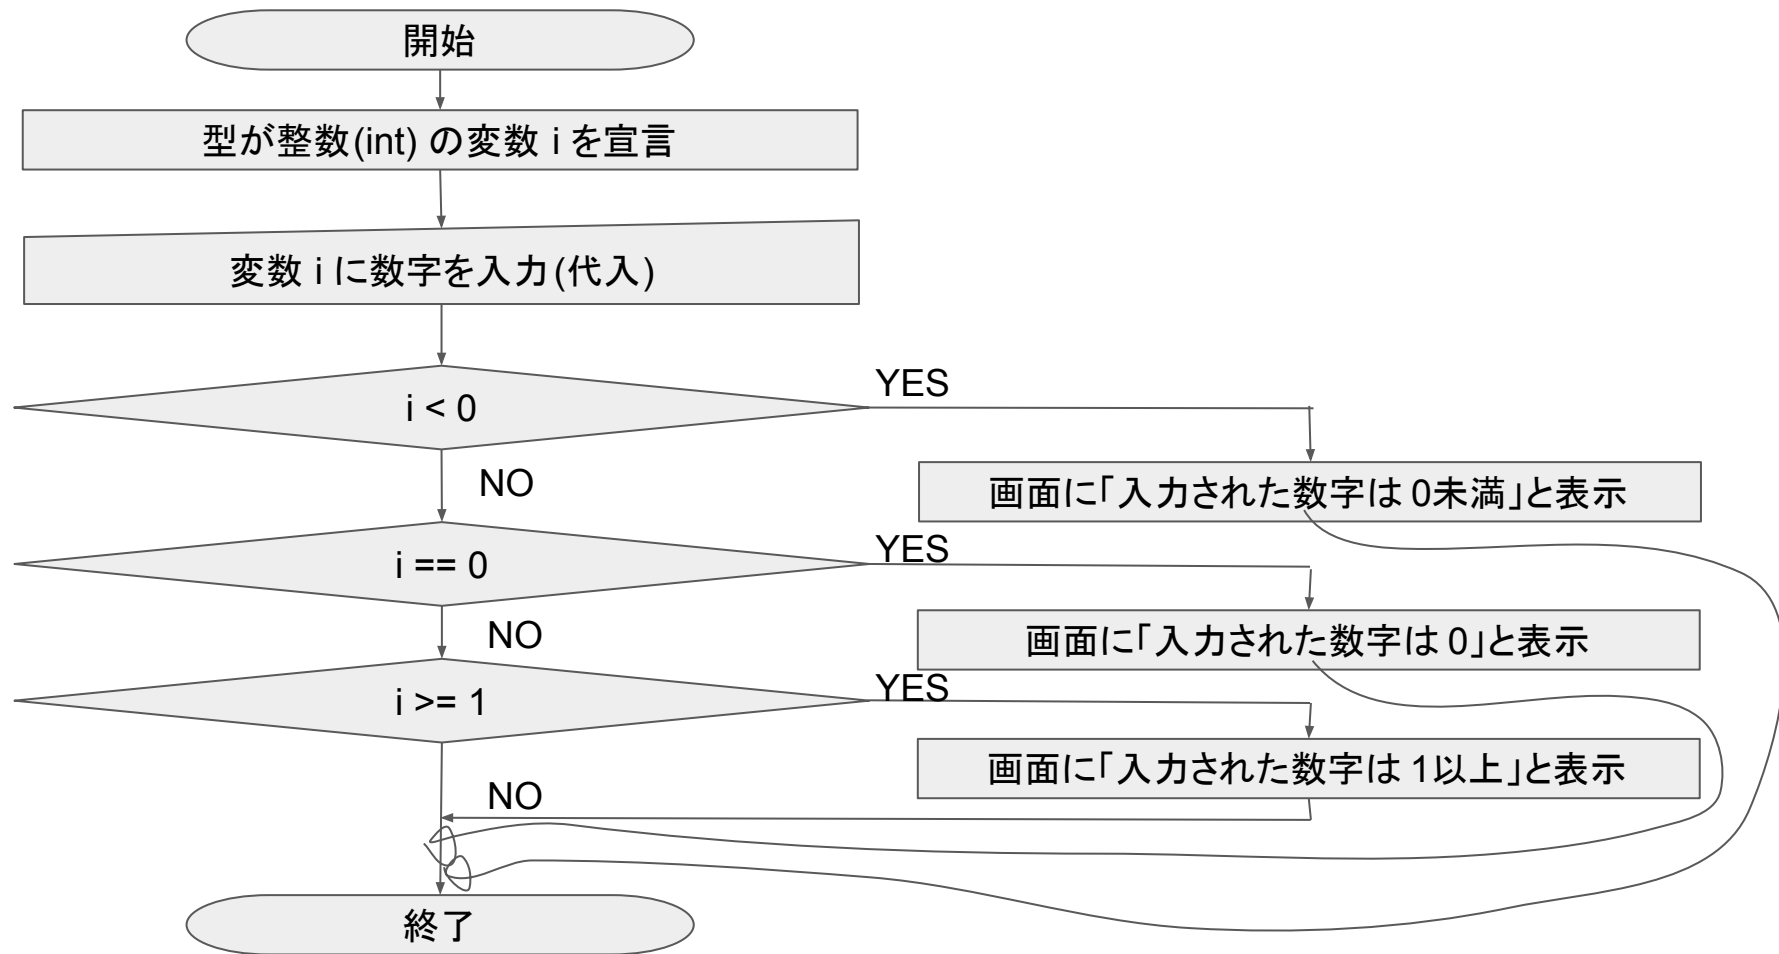 開始
型が整数(int) の変数 i を宣言
変数 i に数字を入力(代入)
i < 0
YES
NO
画面に「入力された数字は 0未満」と表示
i == 0
YES
NO
画面に「入力された数字は 0」と表示
i >= 1
YES
画面に「入力された数字は 1以上」と表示
NO
終了